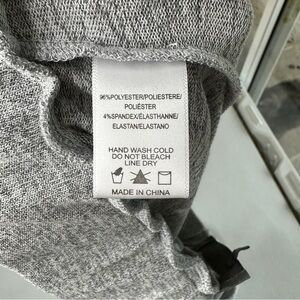 96%POLYESTER/POLIESTERE/
POLIÉSTER
4%SPANDEX/ÉLASTHANNE/
ELASTAN/ELASTANO
HAND WASH COLD
DO NOT BLEACH
LINE DRY
MADE IN CHINA